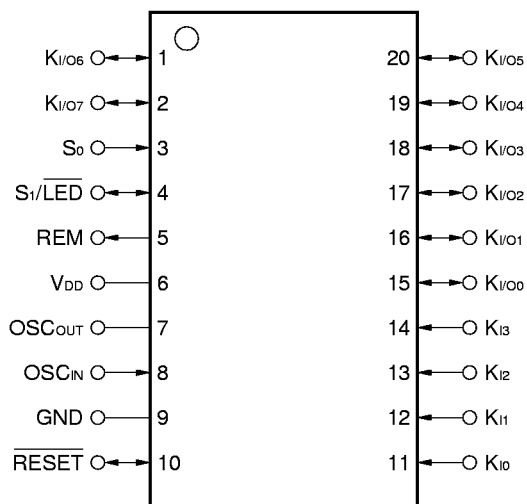 KI/O6 1 20 KI/O5
KI/O7 2 19 KI/O4
S0 3 18 KI/O3
S1/LED 4 17 KI/O2
REM 5 16 KI/O1
VDD 6 15 KI/O0
OSCOUT 7 14 KI3
OSCIN 8 13 KI2
GND 9 12 KI1
RESET 10 11 KI0